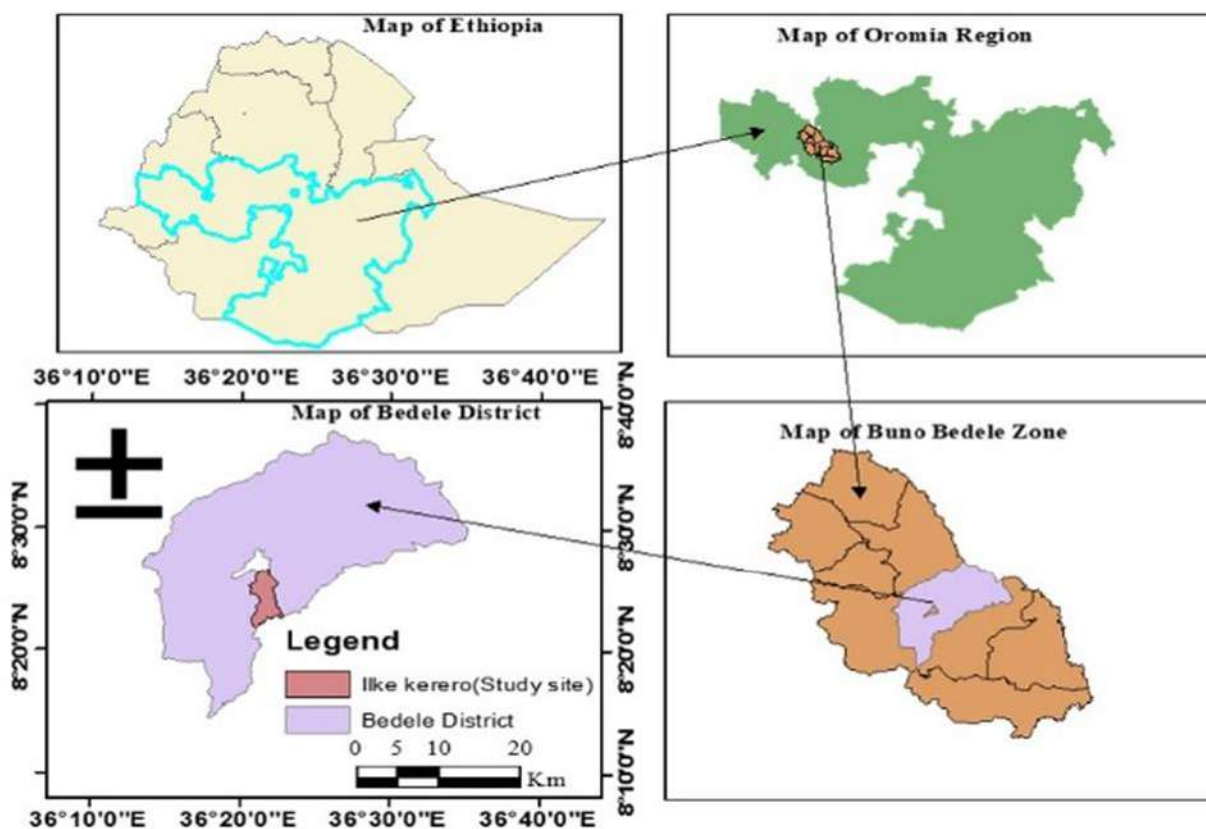 Map of Ethiopia
Map of Oromia Region
36°10'0"E 36°20'0"E 36°30'0"E 36°40'0"E
Map of Bedele District
8°40'0"N
8°30'0"N
8°20'0"N
8°10'0"N
8°30'0"N
8°20'0"N
Legend
Ilke kerero(Study site)
Bedele District
0 5 10 20
Km
36°10'0"E 36°20'0"E 36°30'0"E 36°40'0"E
Map of Buno Bedele Zone